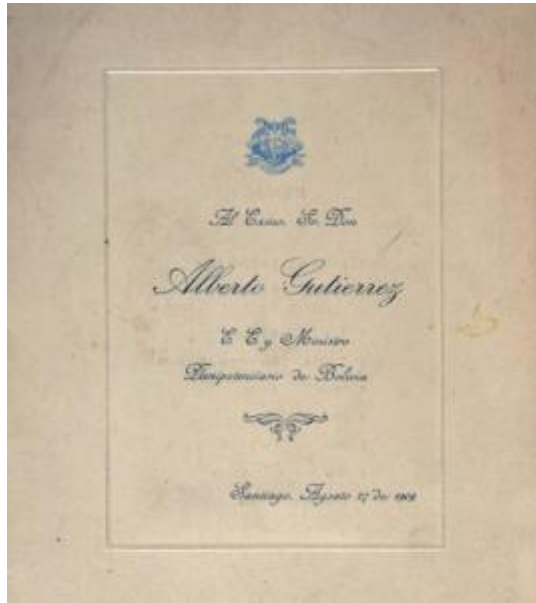 Al Excmo. Sr. Don
Alberto Gutierrez
E. E. y Ministro
Plenipotenciario de Bolivia
Santiago, Agosto 17 de 1909